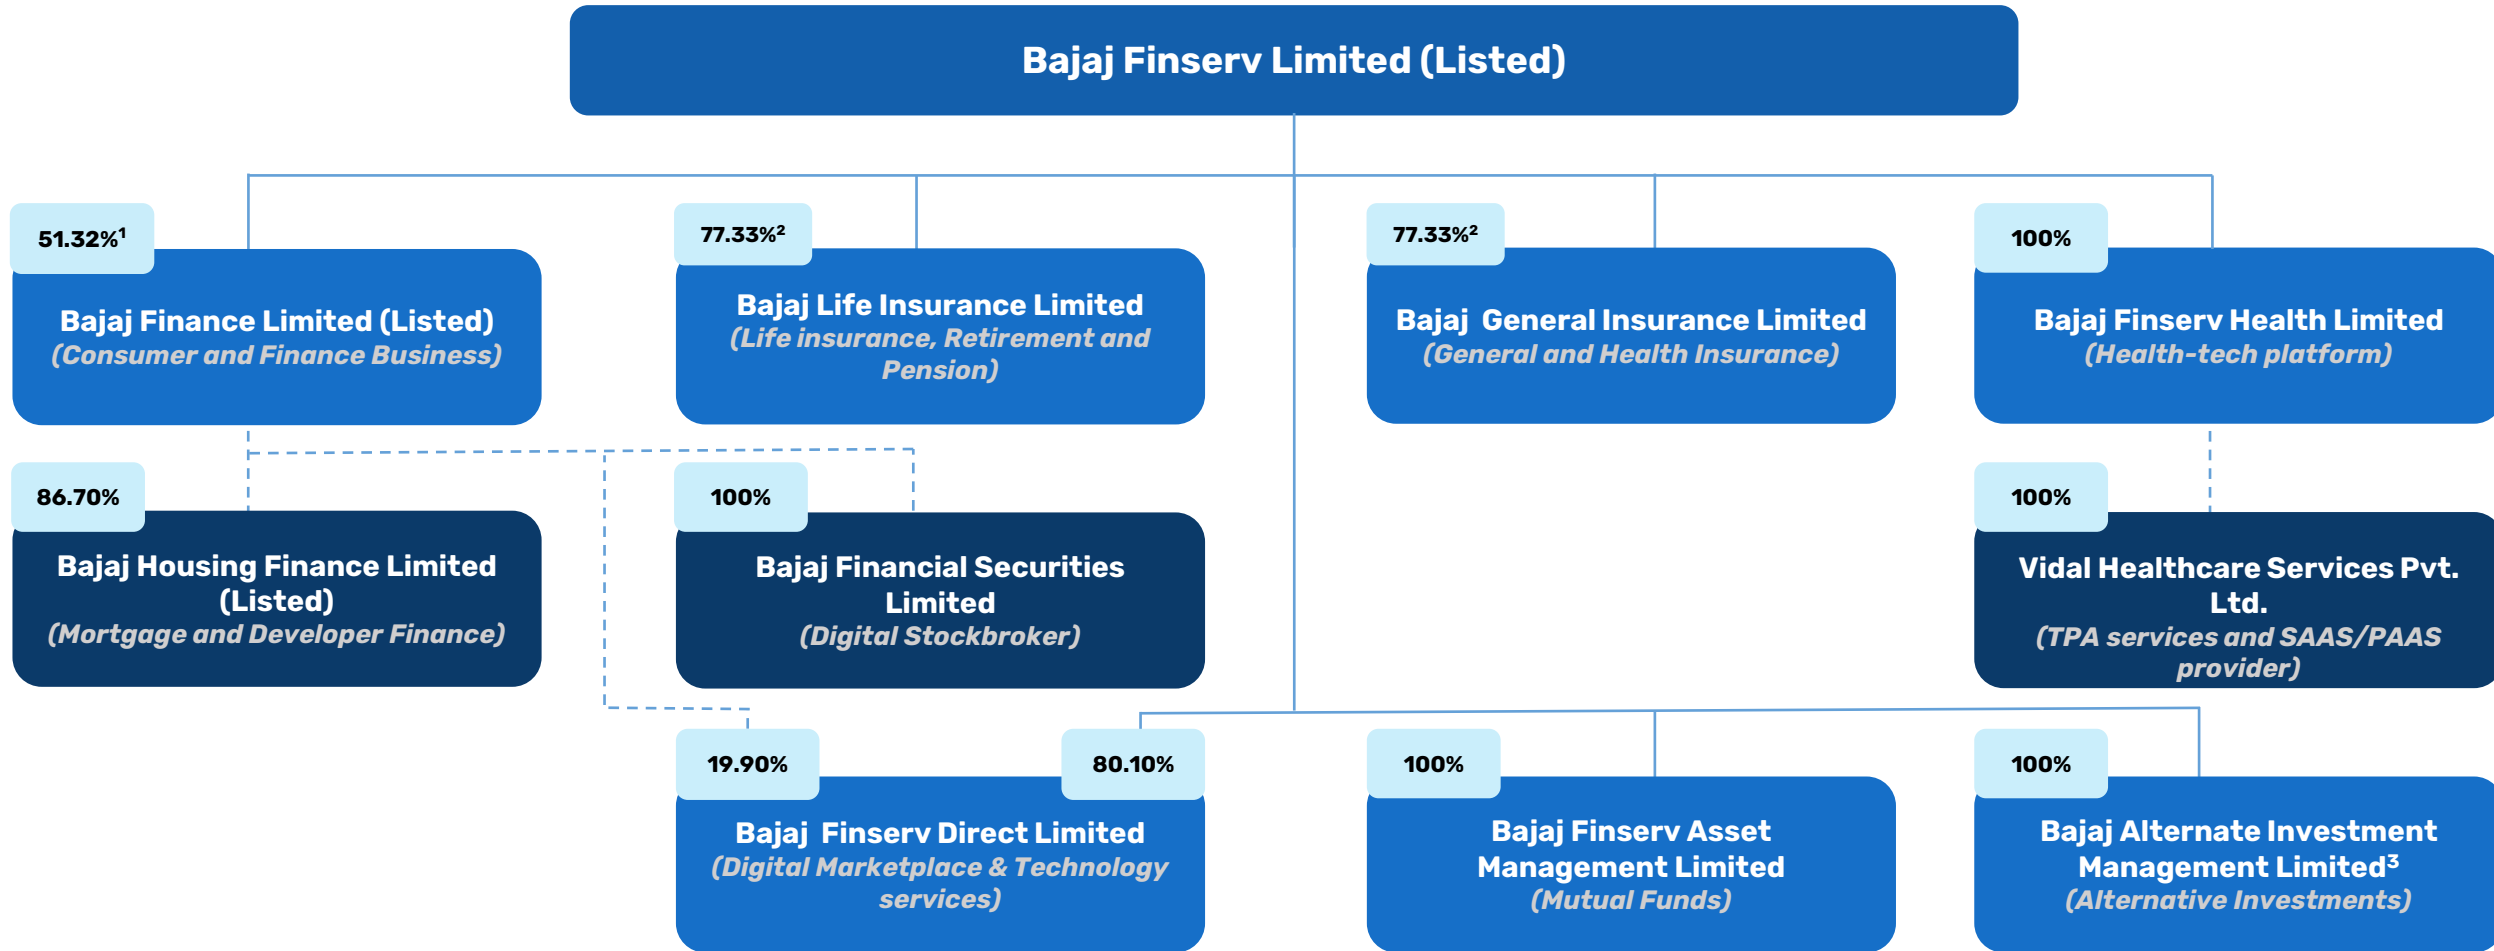 Bajaj Finserv Limited (Listed)
51.32%¹
Bajaj Finance Limited (Listed)
(Consumer and Finance Business)
77.33%²
Bajaj Life Insurance Limited
(Life insurance, Retirement and
Pension)
77.33%²
Bajaj General Insurance Limited
(General and Health Insurance)
100%
Bajaj Finserv Health Limited
(Health-tech platform)
86.70%
Bajaj Housing Finance Limited
(Listed)
(Mortgage and Developer Finance)
100%
Bajaj Financial Securities
Limited
(Digital Stockbroker)
100%
Vidal Healthcare Services Pvt.
Ltd.
(TPA services and SAAS/PAAS
provider)
19.90%
80.10%
Bajaj Finserv Direct Limited
(Digital Marketplace & Technology
services)
100%
Bajaj Finserv Asset
Management Limited
(Mutual Funds)
100%
Bajaj Alternate Investment
Management Limited³
(Alternative Investments)